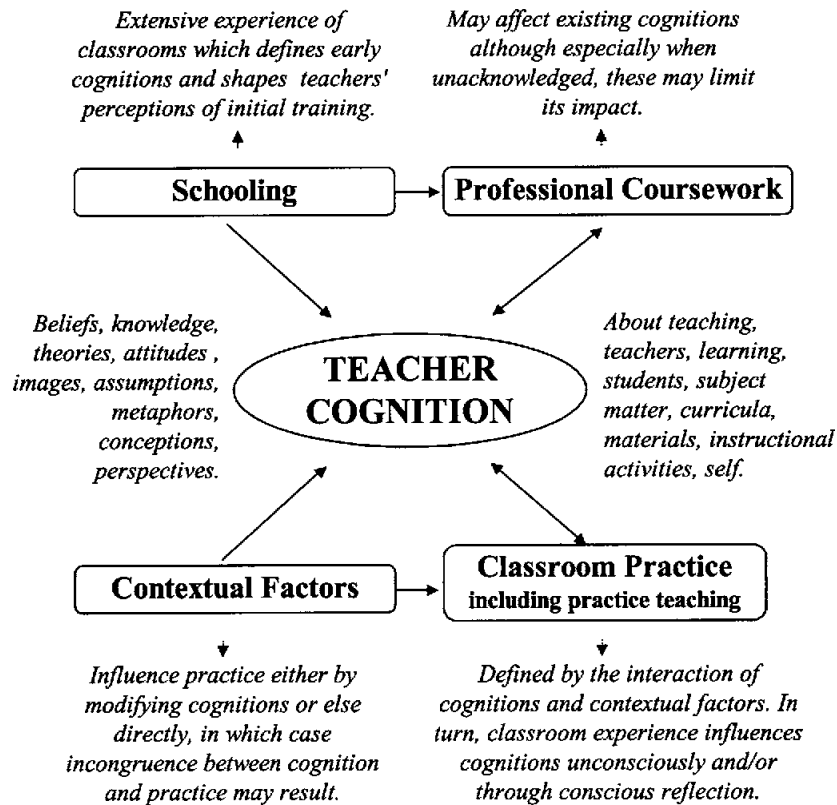 Extensive experience of
classrooms which defines early
cognitions and shapes teachers'
perceptions of initial training.
May affect existing cognitions
although especially when
unacknowledged, these may limit
its impact.
Schooling
Professional Coursework
Beliefs, knowledge,
theories, attitudes ,
images, assumptions,
metaphors,
conceptions,
perspectives.
TEACHER
COGNITION
About teaching,
teachers, learning,
students, subject
matter, curricula,
materials, instructional
activities, self.
Contextual Factors
Classroom Practice
including practice teaching
Influence practice either by
modifying cognitions or else
directly, in which case
incongruence between cognition
and practice may result.
Defined by the interaction of
cognitions and contextual factors. In
turn, classroom experience influences
cognitions unconsciously and/or
through conscious reflection.